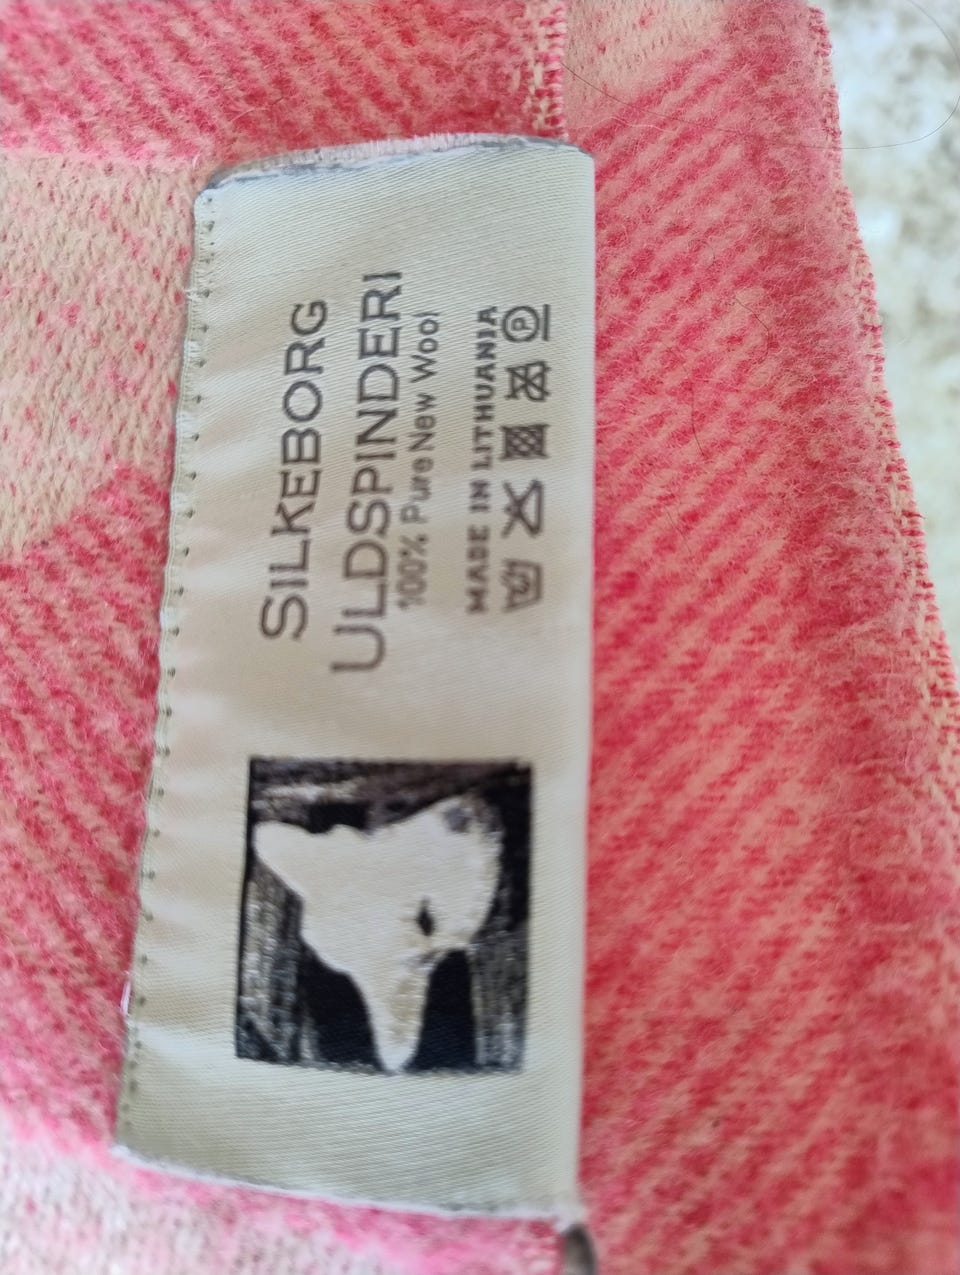 SILKEBORG
ULDSPINDERI
100% Pure New Wool
MADE IN LITHUANIA
P